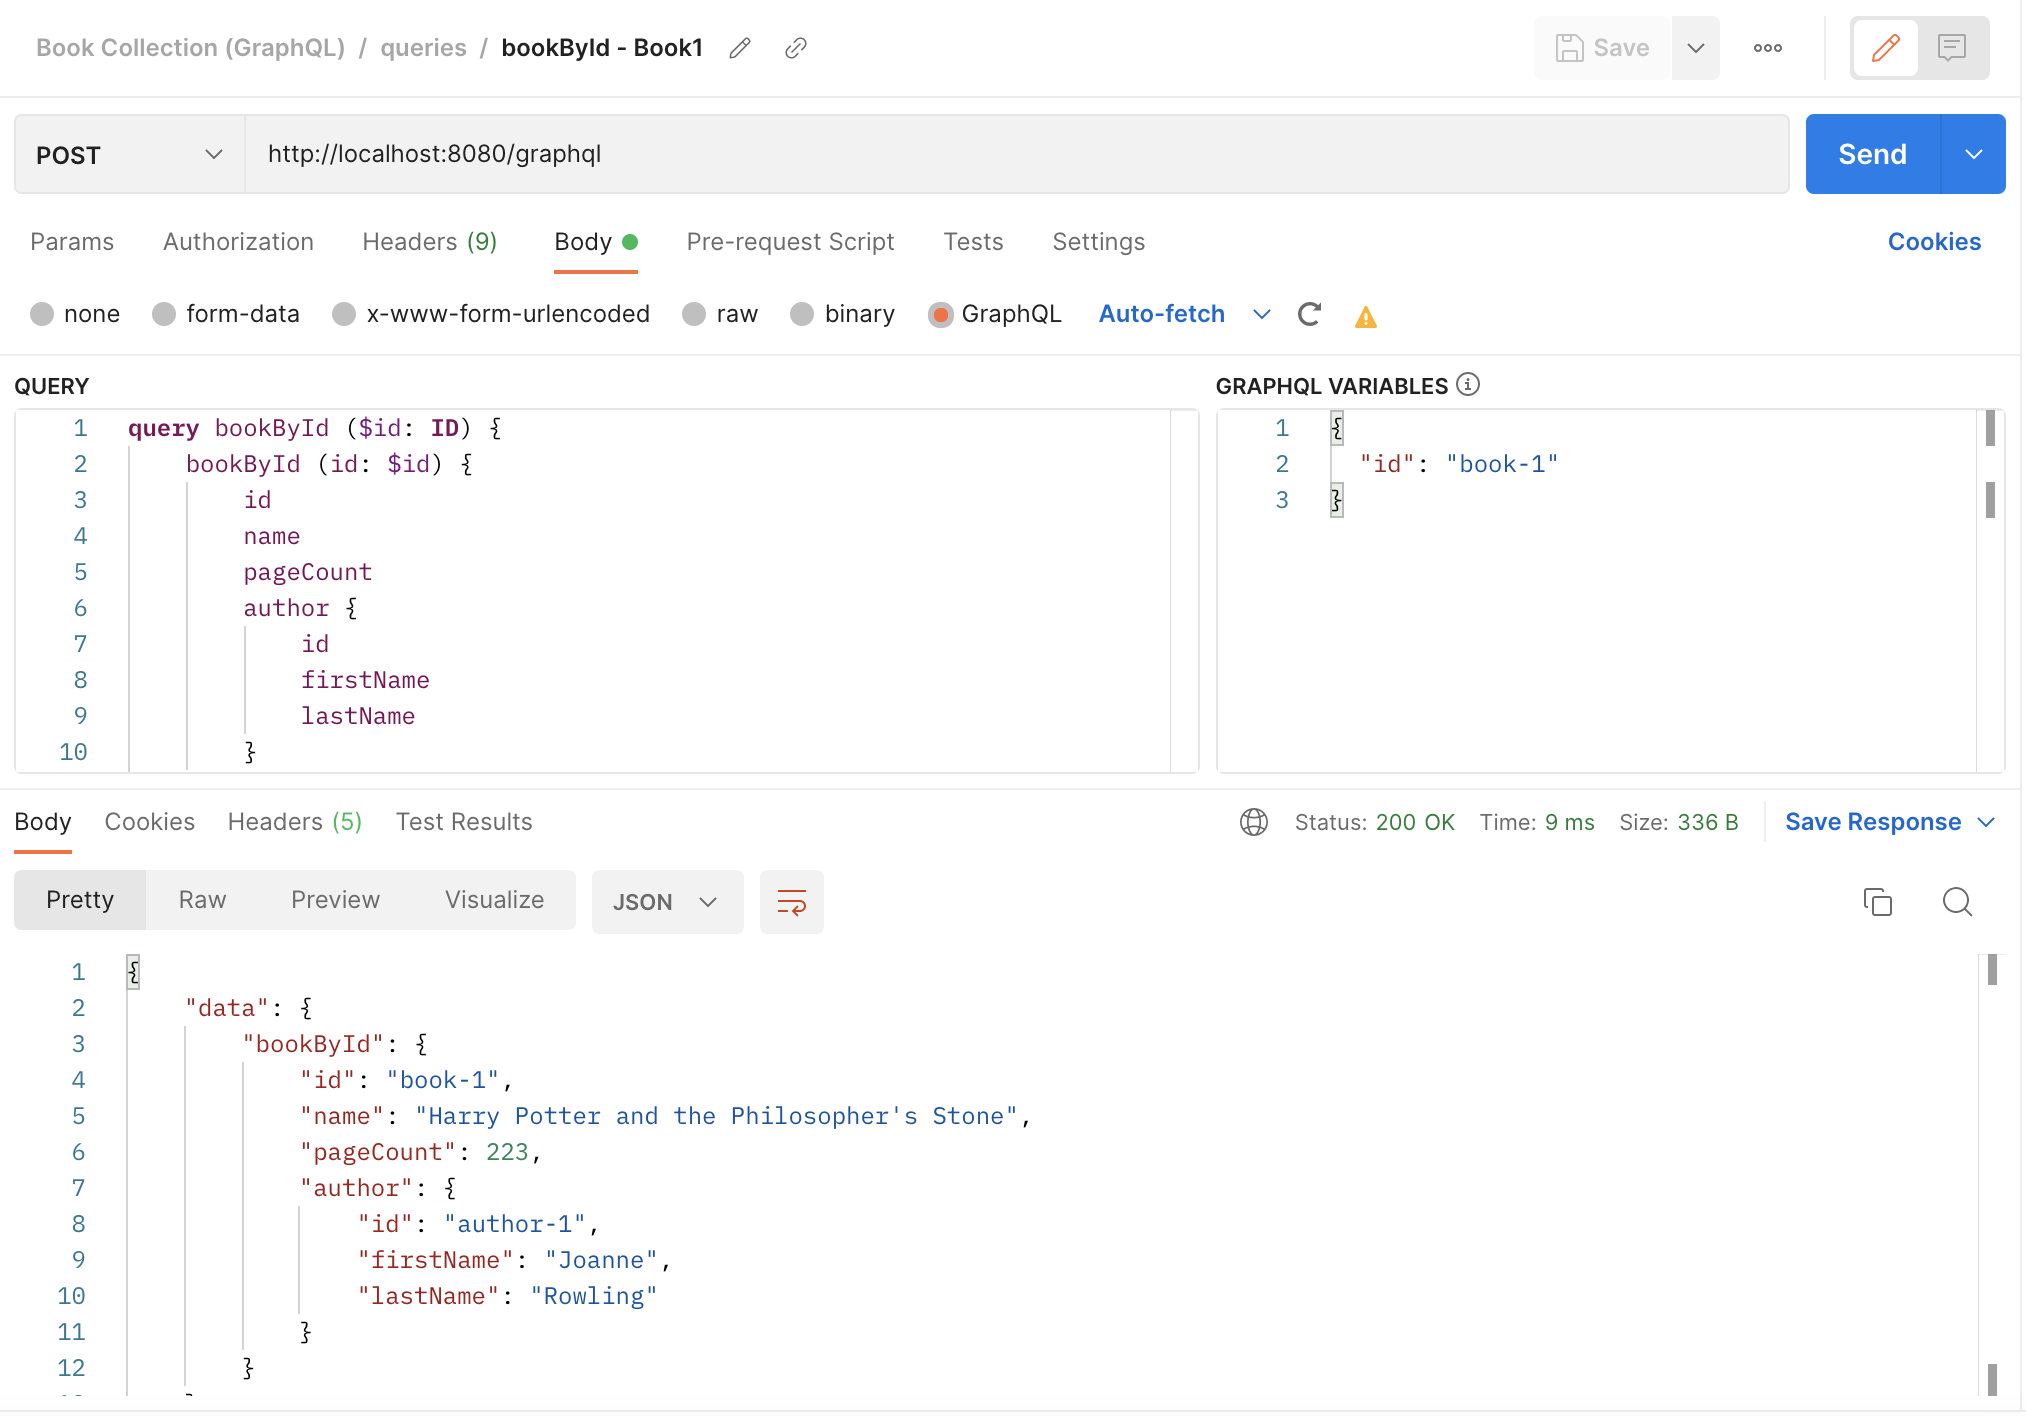 Book Collection (GraphQL) / queries / bookById - Book1
Save
POST
http://localhost:8080/graphql
Send
Params Authorization Headers (9) Body Pre-request Script Tests Settings Cookies
none form-data x-www-form-urlencoded raw binary GraphQL Auto-fetch
QUERY
1 query bookById ($id: ID) {
2 bookById (id: $id) {
3 id
4 name
5 pageCount
6 author {
7 id
8 firstName
9 lastName
10 }
GRAPHQL VARIABLES
1 {
2 "id": "book-1"
3 }
Body Cookies Headers (5) Test Results
Status: 200 OK Time: 9 ms Size: 336 B Save Response
Pretty Raw Preview Visualize JSON
1 {
2 "data": {
3 "bookById": {
4 "id": "book-1",
5 "name": "Harry Potter and the Philosopher's Stone",
6 "pageCount": 223,
7 "author": {
8 "id": "author-1",
9 "firstName": "Joanne",
10 "lastName": "Rowling"
11 }
12 }